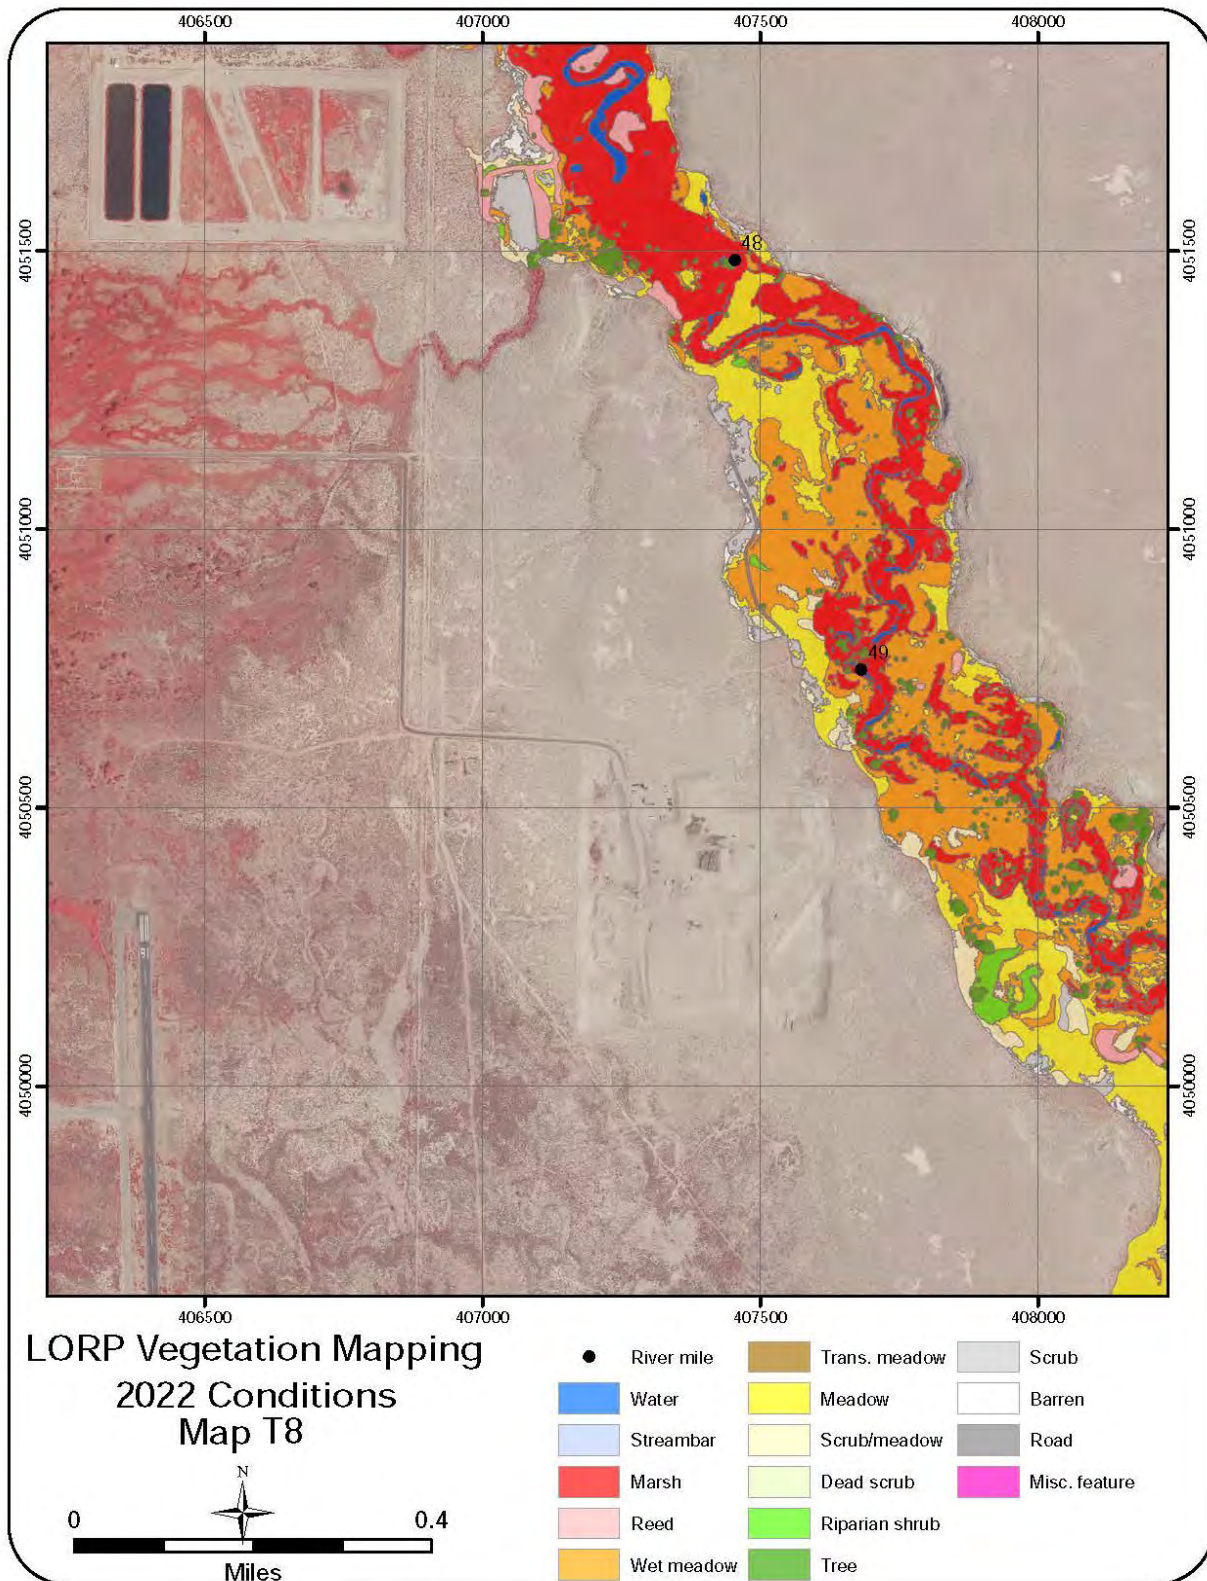 406500 407000 407500 408000
48
4051500 4051500
4051000 4051000
49
4050500 4050500
4050000 4050000
406500 407000 407500 408000
LORP Vegetation Mapping
2022 Conditions
Map T8
N
0 0.4
Miles
River mile
Water
Streambar
Marsh
Reed
Wet meadow
Trans. meadow
Meadow
Scrub/meadow
Dead scrub
Riparian shrub
Tree
Scrub
Barren
Road
Misc. feature